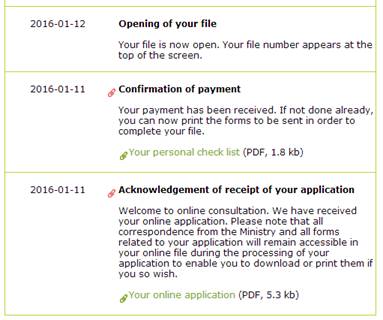 2016-01-12 Opening of your file
Your file is now open. Your file number appears at the
top of the screen.
2016-01-11 Confirmation of payment
Your payment has been received. If not done already,
you can now print the forms to be sent in order to
complete your file.
Your personal check list (PDF, 1.8 kb)
2016-01-11 Acknowledgement of receipt of your application
Welcome to online consultation. We have received
your online application. Please note that all
correspondence from the Ministry and all forms
related to your application will remain accessible in
your online file during the processing of your
application to enable you to download or print them if
you so wish.
Your online application (PDF, 5.3 kb)